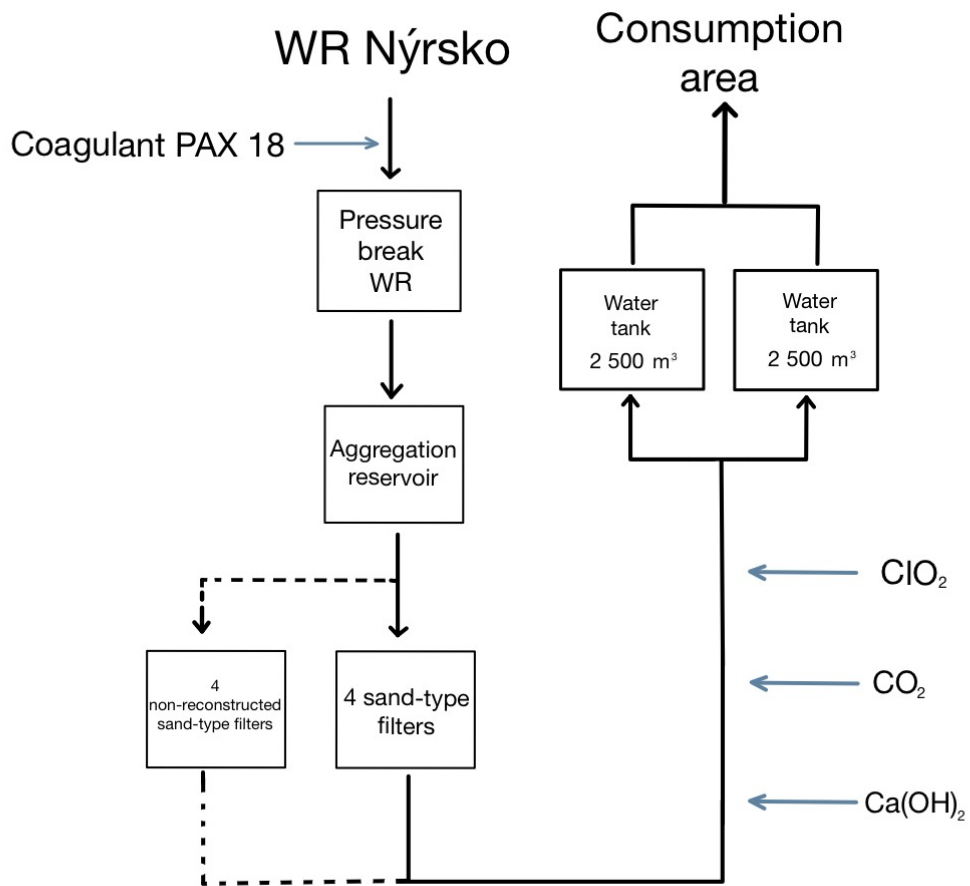 WR Nýrsko
Coagulant PAX 18
Pressure
break
WR
Aggregation
reservoir
4
non-reconstructed
sand-type filters
4 sand-type
filters
Consumption
area
Water
tank
2 500 m³
Water
tank
2 500 m³
ClO₂
CO₂
Ca(OH)₂